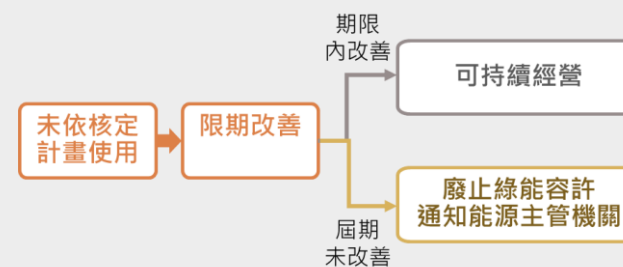 期限
內改善
可持續經營
未依核定
計畫使用
限期改善
廢止綠能容許
通知能源主管機關
屆期
未改善